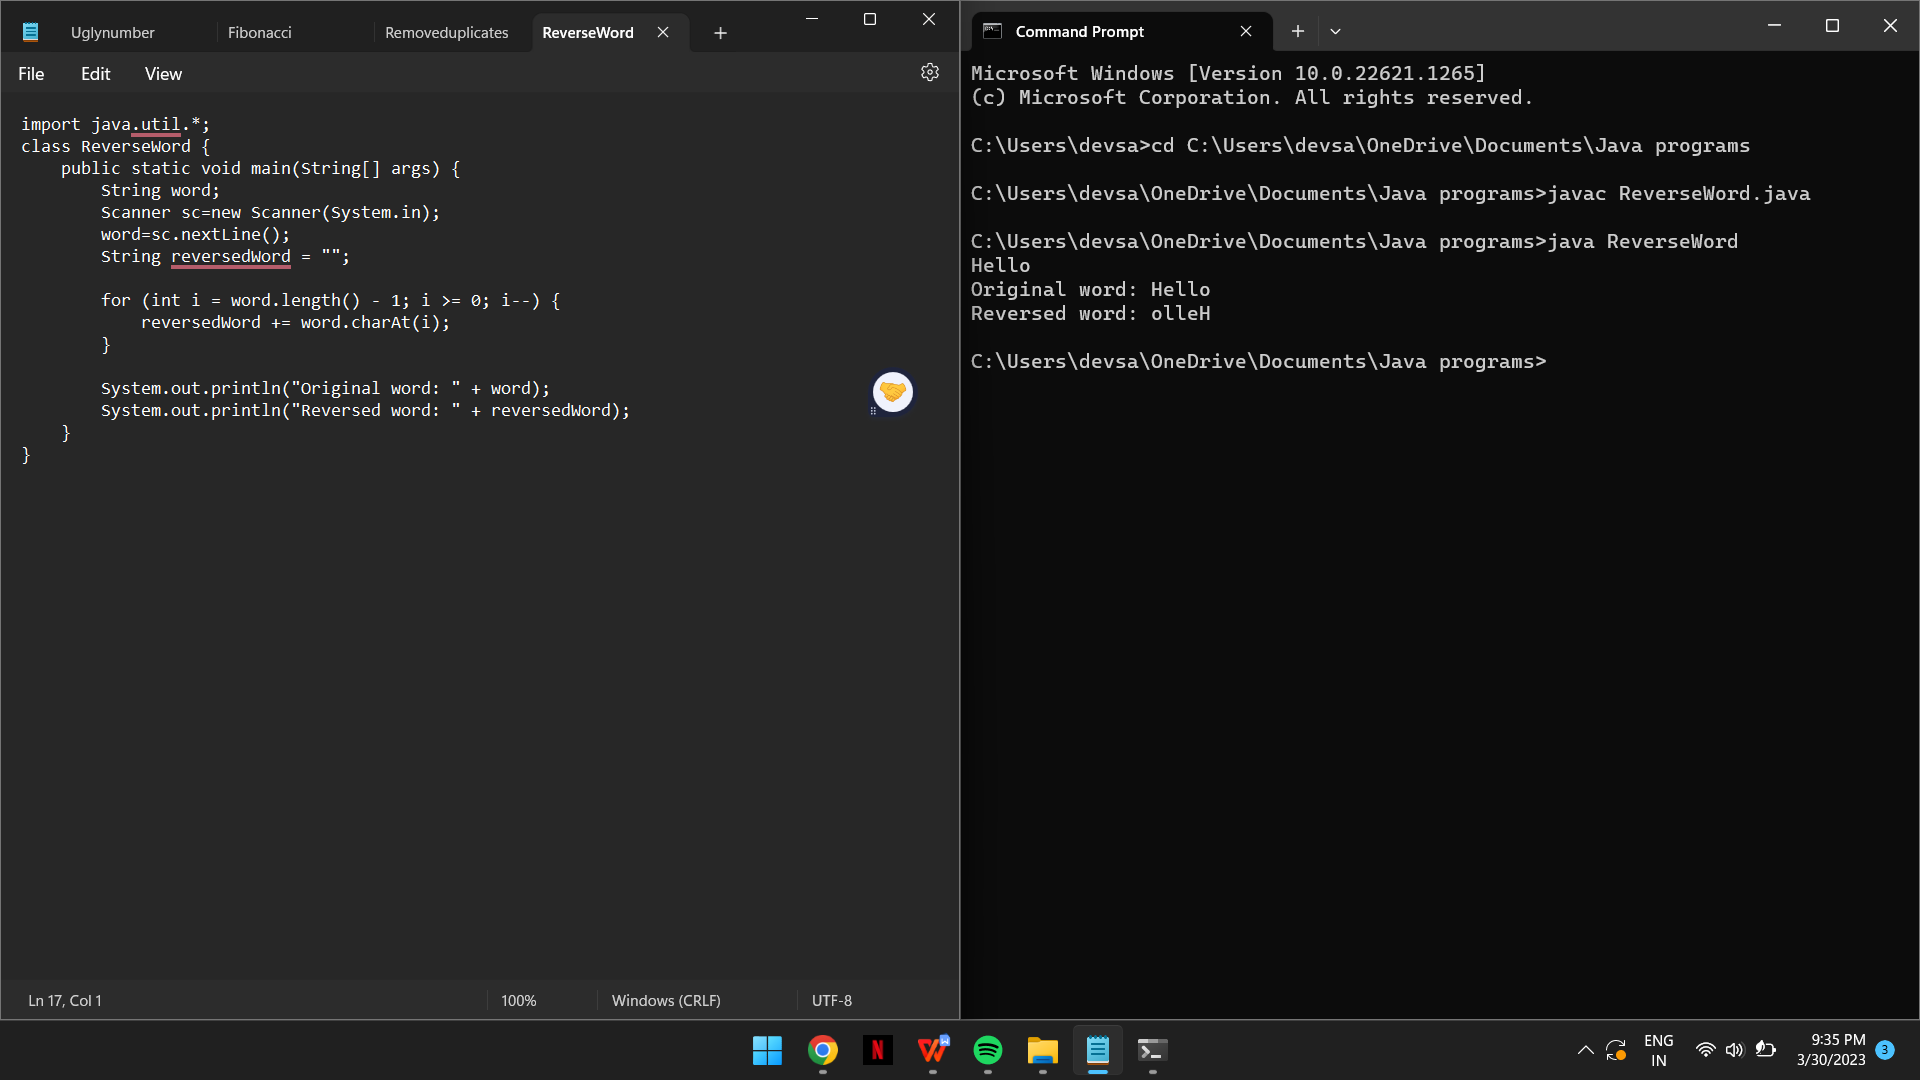 Uglynumber
Fibonacci
Removeduplicates
ReverseWord
File Edit View
import java.util.*;
class ReverseWord {
    public static void main(String[] args) {
        String word;
        Scanner sc=new Scanner(System.in);
        word=sc.nextLine();
        String reversedWord = "";

        for (int i = word.length() - 1; i >= 0; i--) {
            reversedWord += word.charAt(i);
        }

        System.out.println("Original word: " + word);
        System.out.println("Reversed word: " + reversedWord);
    }
}
Ln 17, Col 1
100%
Windows (CRLF)
UTF-8
Command Prompt
Microsoft Windows [Version 10.0.22621.1265]
(c) Microsoft Corporation. All rights reserved.

C:\Users\devsa>cd C:\Users\devsa\OneDrive\Documents\Java programs

C:\Users\devsa\OneDrive\Documents\Java programs>javac ReverseWord.java

C:\Users\devsa\OneDrive\Documents\Java programs>java ReverseWord
Hello
Original word: Hello
Reversed word: olleH

C:\Users\devsa\OneDrive\Documents\Java programs>
N
W
ENG
IN
9:35 PM
3/30/2023
3